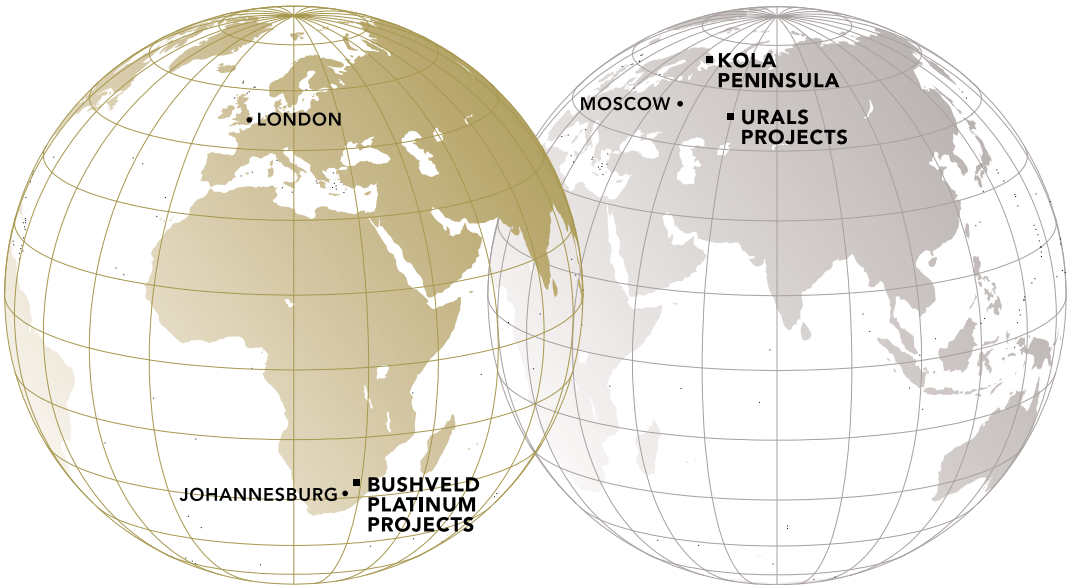 LONDON
JOHANNESBURG
BUSHVELD
PLATINUM
PROJECTS
KOLA
PENINSULA
MOSCOW
URALS
PROJECTS